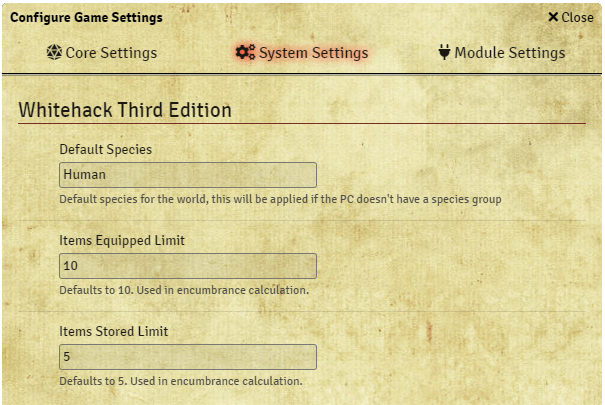 Configure Game Settings
Close
Core Settings
System Settings
Module Settings
Whitehack Third Edition
Default Species
Human
Default species for the world, this will be applied if the PC doesn't have a species group
Items Equipped Limit
10
Defaults to 10. Used in encumbrance calculation.
Items Stored Limit
5
Defaults to 5. Used in encumbrance calculation.